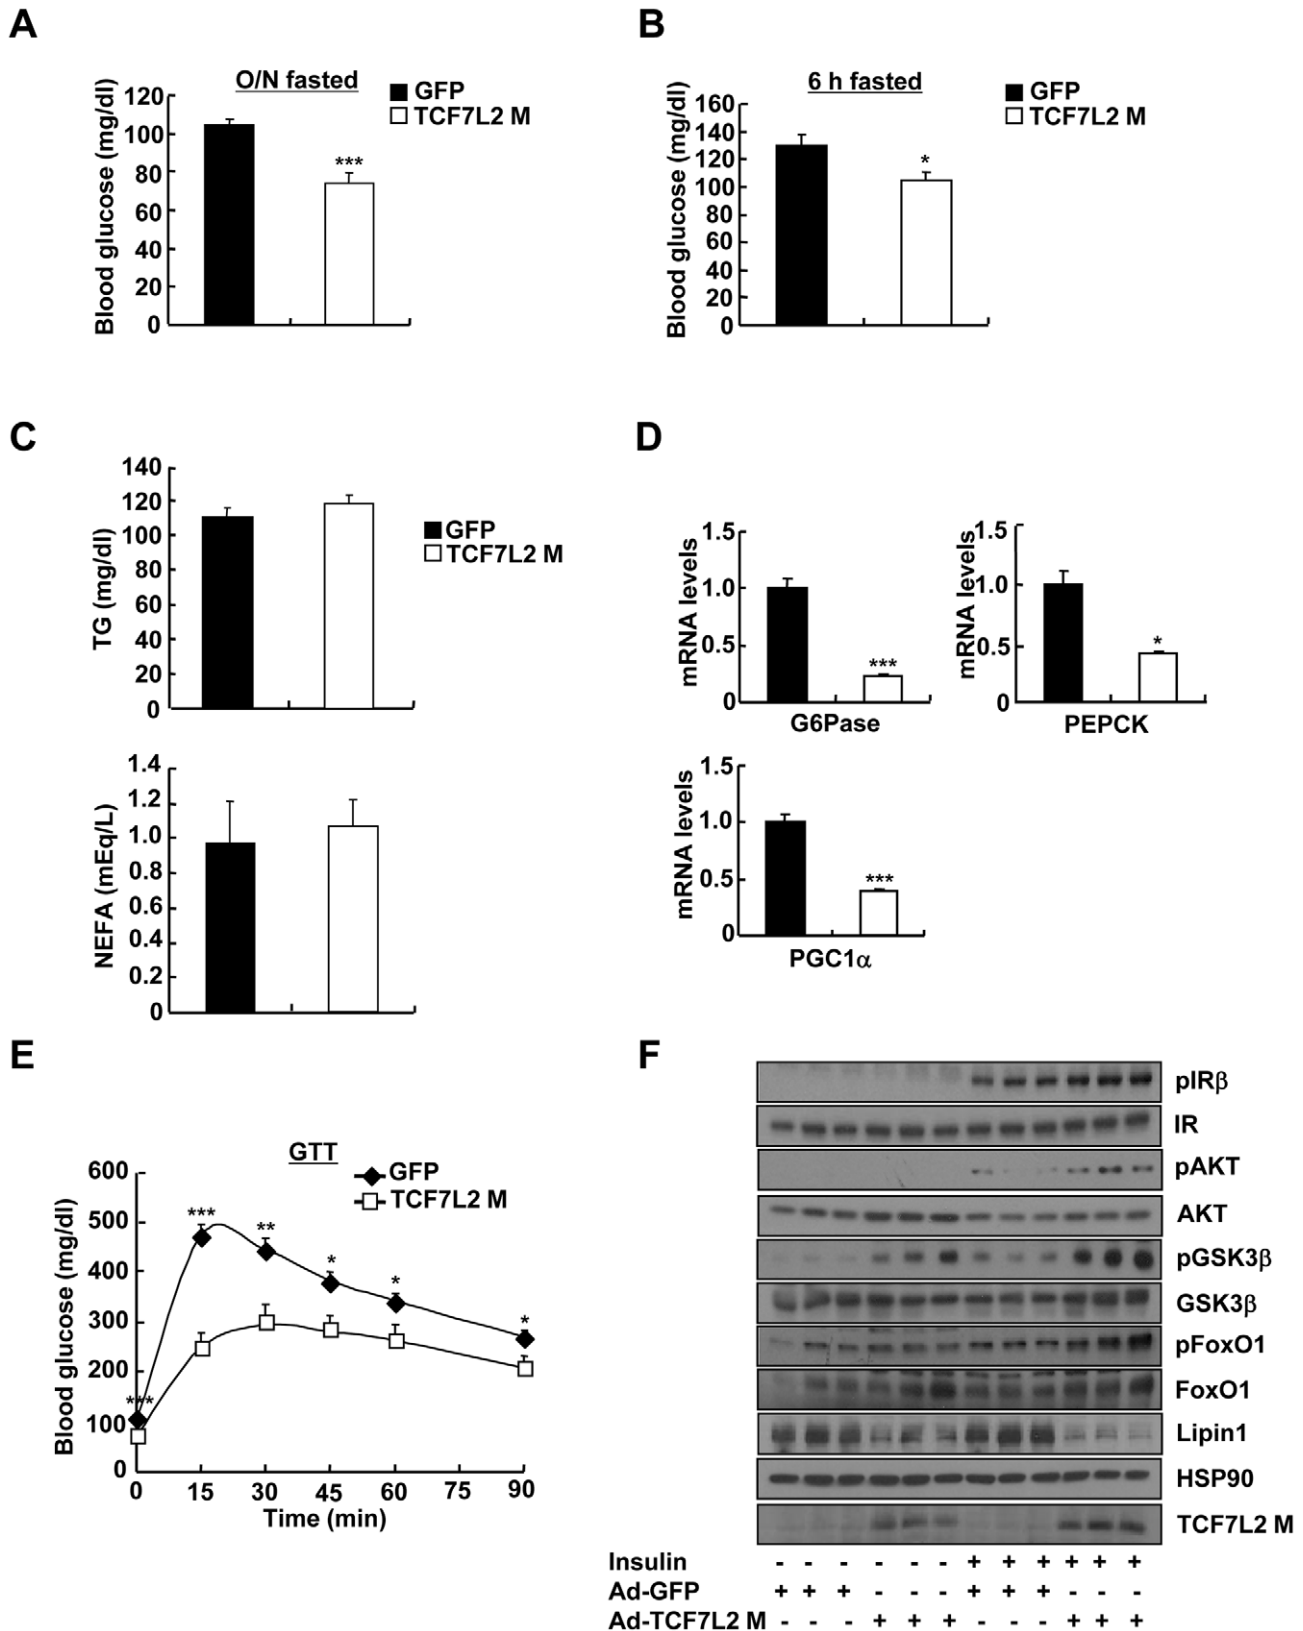 A
O/N fasted
GFP
TCF7L2 M
Blood glucose (mg/dl)
120
100
80
60
40
20
0
***
B
6 h fasted
GFP
TCF7L2 M
Blood glucose (mg/dl)
160
140
120
100
80
60
40
20
0
*
C
TG (mg/dl)
140
120
100
80
60
40
20
0
GFP
TCF7L2 M
NEFA (mEq/L)
1.4
1.2
1.0
0.8
0.6
0.4
0.2
0
D
mRNA levels
1.5
1.0
0.5
0
***
G6Pase
mRNA levels
1.5
1.0
0.5
0
*
PEPCK
mRNA levels
1.5
1.0
0.5
0
***
PGC1α
E
GTT
GFP
TCF7L2 M
Blood glucose (mg/dl)
600
500
400
300
200
100
0
*** *** ** * * *
0 15 30 45 60 75 90
Time (min)
F
pIRβ
IR
pAKT
AKT
pGSK3β
GSK3β
pFoxO1
FoxO1
Lipin1
HSP90
TCF7L2 M
Insulin - - - - - - + + + + + +
Ad-GFP + + + - - - + + + - - -
Ad-TCF7L2 M - - - + + + - - - + + +